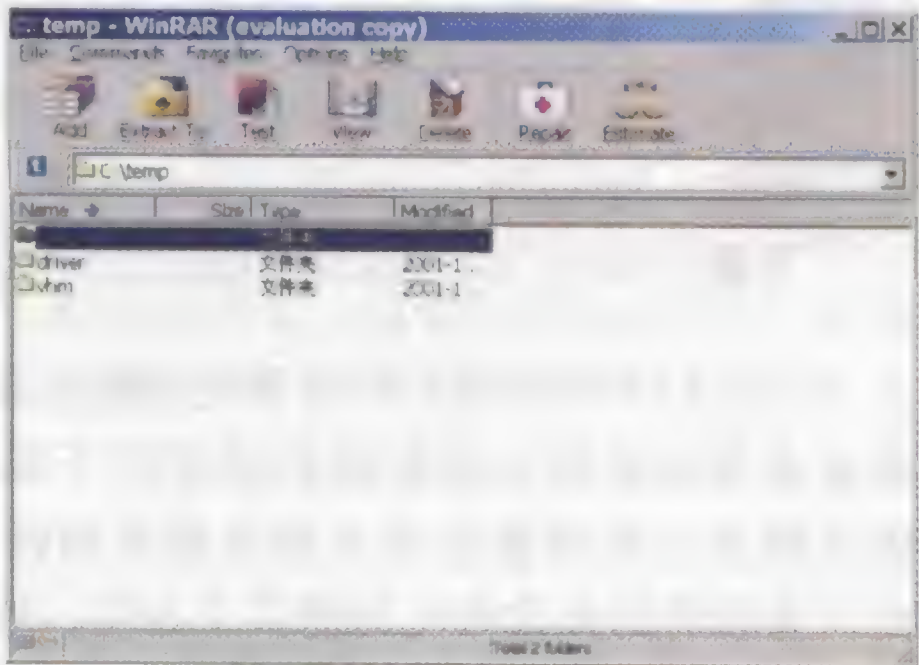 temp - WinRAR (evaluation copy)
File Commands Favorites Options Help
Add Extract To Test View Delete Repair Estimate
C:\temp
Name Size Type Modified
driver 文件夹 2001-1...
文件夹 2001-1
Total 2 folders